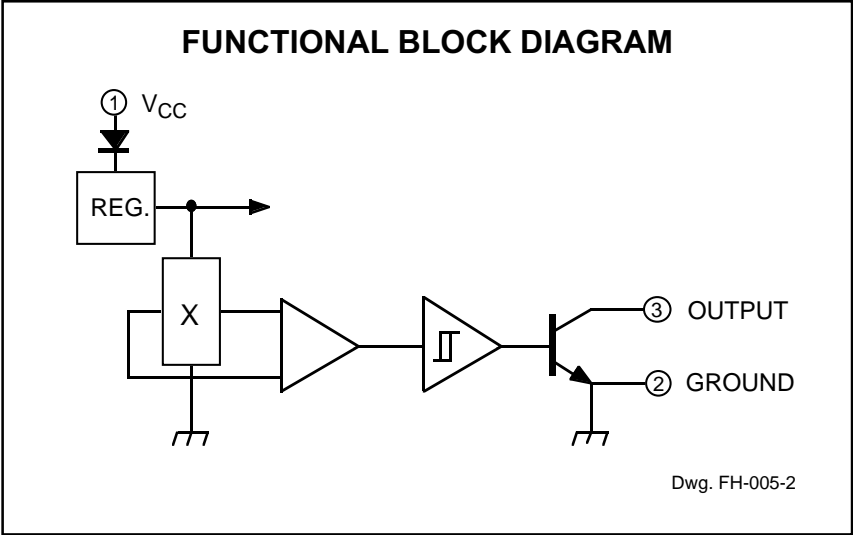 FUNCTIONAL BLOCK DIAGRAM
1 VCC
REG.
X
3 OUTPUT
2 GROUND
Dwg. FH-005-2